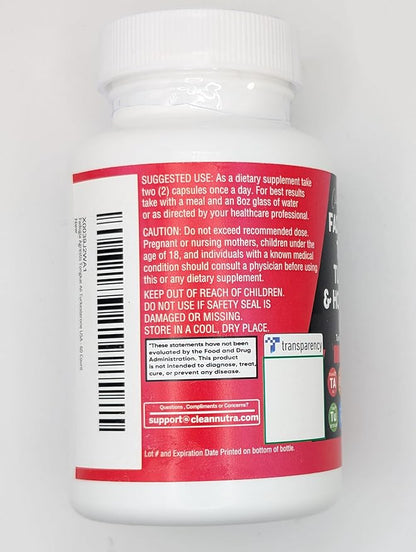 SUGGESTED USE: As a dietary supplement take
two (2) capsules once a day. For best results
take with a meal and an 8oz glass of water
or as directed by your healthcare professional.
CAUTION: Do not exceed recommended dose.
Pregnant or nursing mothers, children under the
age of 18, and individuals with a known medical
condition should consult a physician before using
this or any dietary supplement.
KEEP OUT OF REACH OF CHILDREN.
DO NOT USE IF SAFETY SEAL IS
DAMAGED OR MISSING.
STORE IN A COOL, DRY PLACE.
*These statements have not been
evaluated by the Food and Drug
Administration. This product
is not intended to diagnose, treat,
cure, or prevent any disease.
Questions, Compliments or Concerns?
support@cleannutra.com
Lot # and Expiration Date Printed on bottom of bottle.
transparency
X003BJ2WA1
New
FA
T
&
TA
Tu